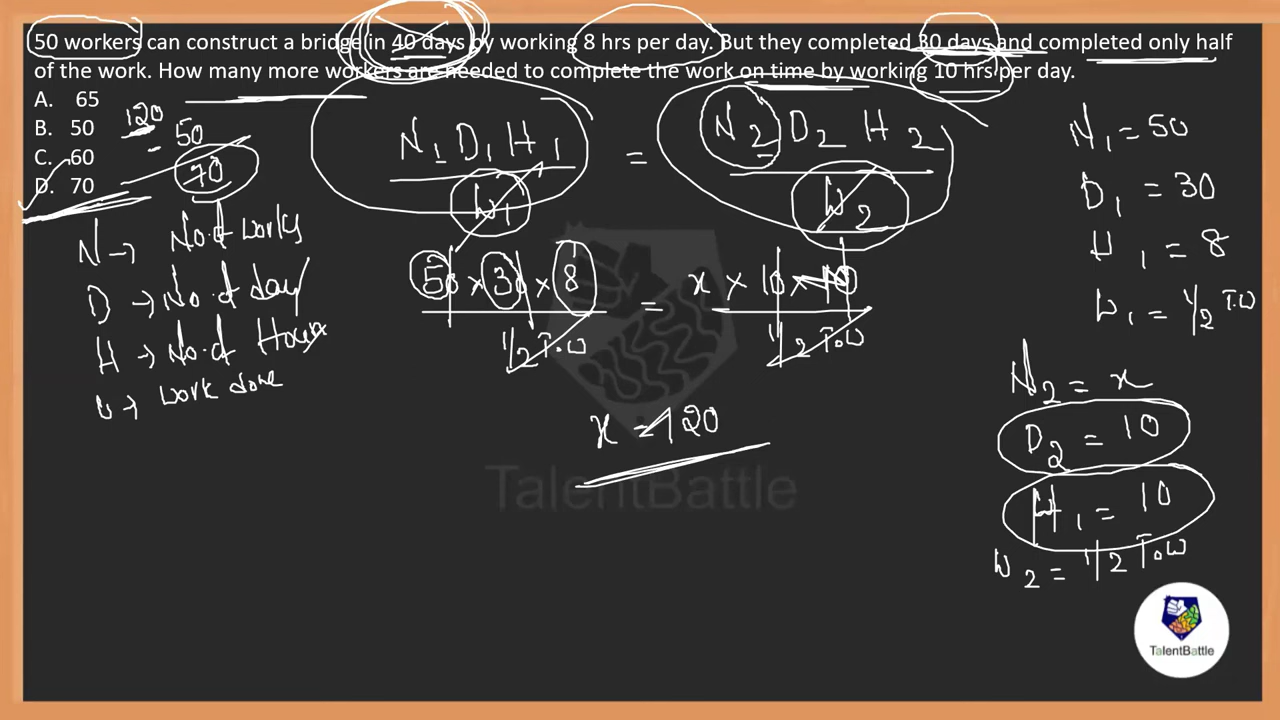 50 workers can construct a bridge in 40 days by working 8 hrs per day. But they completed 30 days and completed only half
of the work. How many more workers are needed to complete the work on time by working 10 hrs per day.
A. 65
B. 50
C. 60
D. 70
120
- 50
70
N → No.of works
D → No.of day
H → No.of Hours
W → work done
N1 D1 H1 / W1 = N2 D2 H2 / W2
50 × 30 × 8 / 1/2 T.W = x × 10 × 10 / 1/2 T.W
x = 120
N1 = 50
D1 = 30
H1 = 8
W1 = 1/2 T.W
N2 = x
D2 = 10
H1 = 10
W2 = 1/2 T.W
TalentBattle
TalentBattle